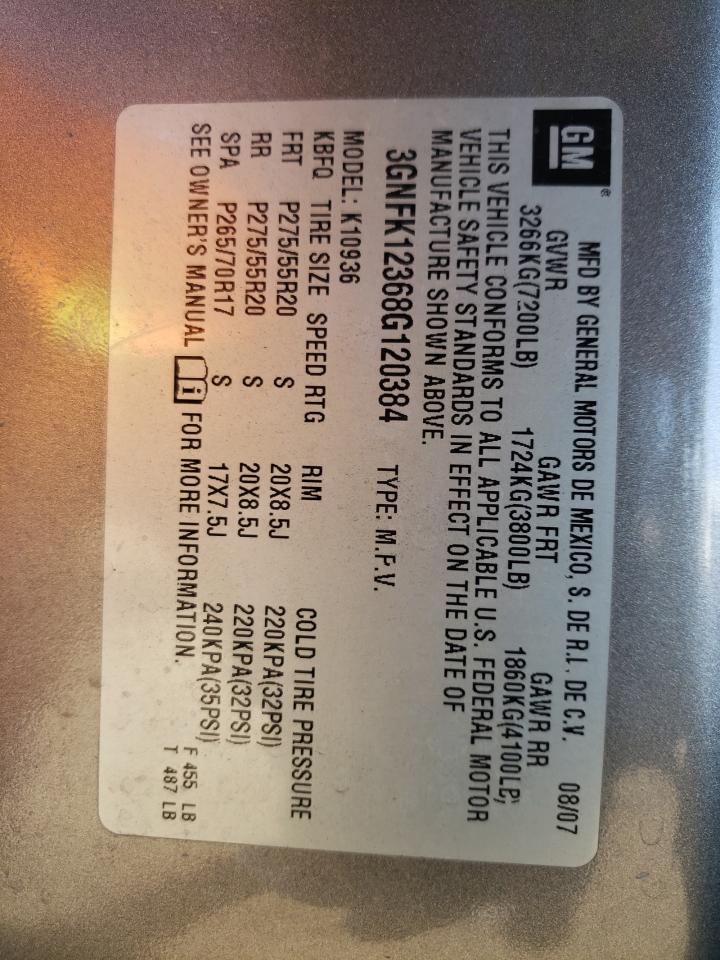 GM ®
MFD BY GENERAL MOTORS DE MEXICO, S. DE R.L. DE C.V. 08/07
GVWR GAWR FRT GAWR RR
3266KG(7200LB) 1724KG(3800LB) 1860KG(4100LB)
THIS VEHICLE CONFORMS TO ALL APPLICABLE U.S. FEDERAL MOTOR
VEHICLE SAFETY STANDARDS IN EFFECT ON THE DATE OF
MANUFACTURE SHOWN ABOVE.
3GNFK12368G120384 TYPE: M.P.V.
MODEL: K10936
KBFQ TIRE SIZE SPEED RTG RIM COLD TIRE PRESSURE
FRT P275/55R20 S 20X8.5J 220KPA(32PSI)
RR P275/55R20 S 20X8.5J 220KPA(32PSI)
SPA P265/70R17 S 17X7.5J 240KPA(35PSI)
SEE OWNER'S MANUAL i FOR MORE INFORMATION.
F 455 LB
T 487 LB